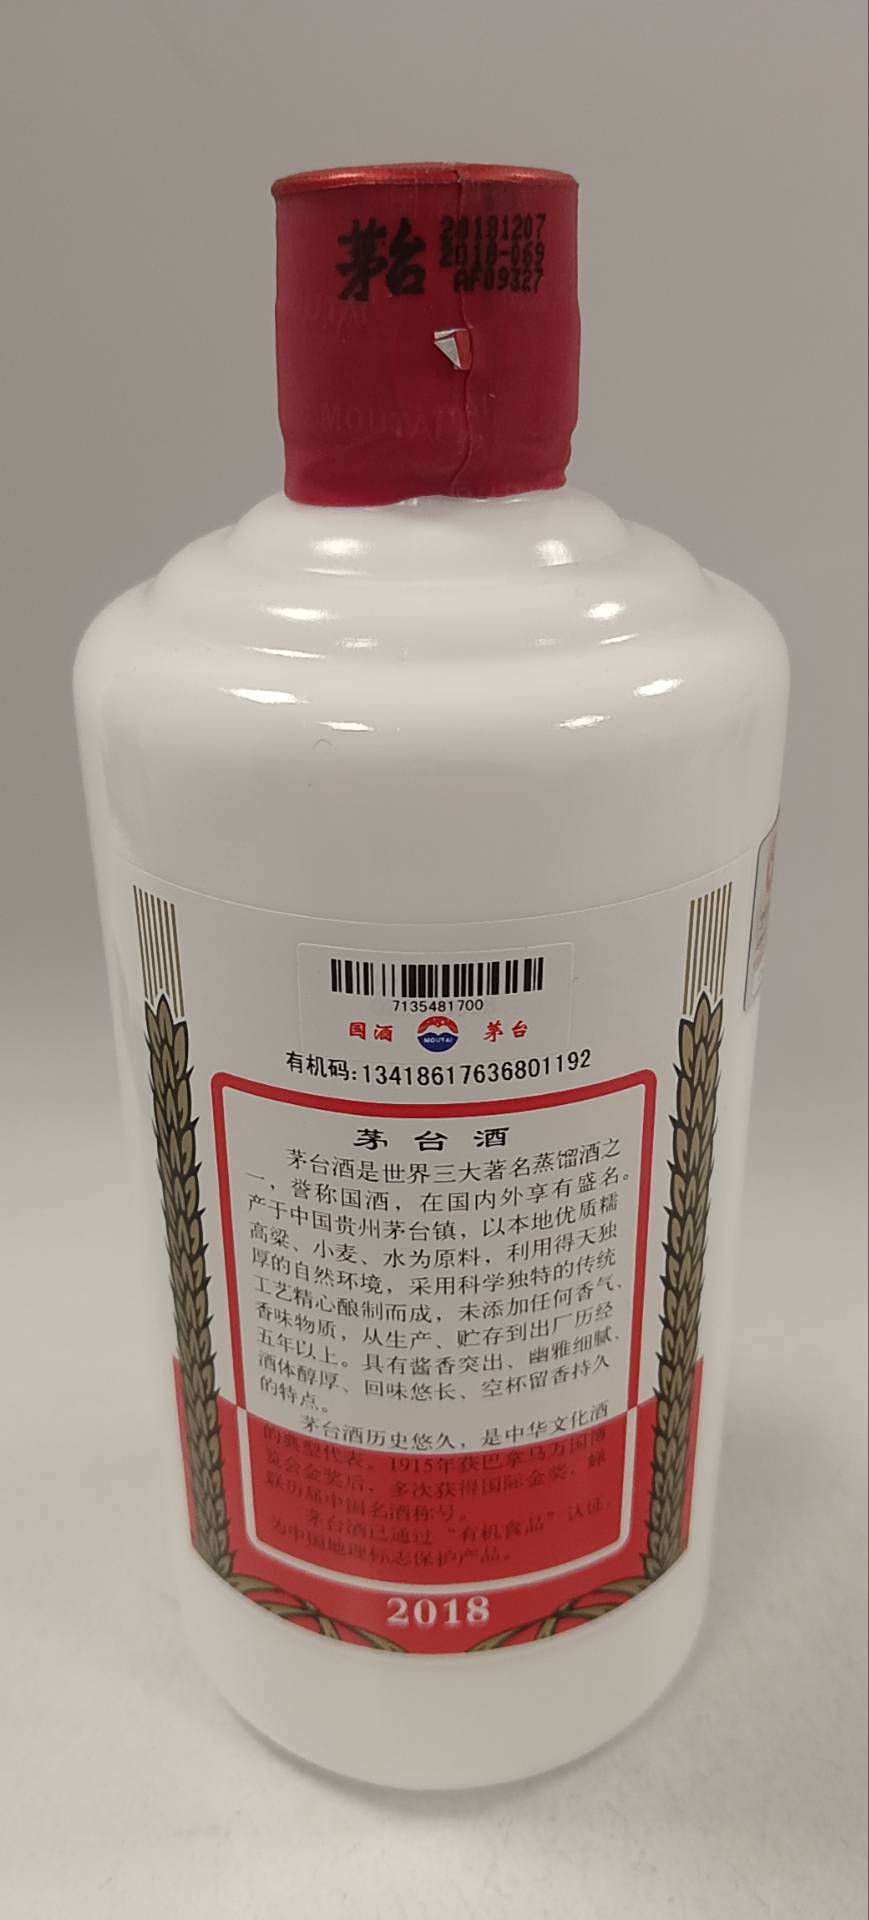 茅台
20181207
2018-069
AF09327
7135481700
国酒 MOUTAI 茅台
有机码:13418617636801192
茅台酒
茅台酒是世界三大著名蒸馏酒之
一，誉称国酒，在国内外享有盛名。
产于中国贵州茅台镇，以本地优质糯
高粱、小麦、水为原料，利用得天独
厚的自然环境，采用科学独特的传统
工艺精心酿制而成，未添加任何香气、
香味物质，从生产、贮存到出厂历经
五年以上。具有酱香突出、幽雅细腻、
酒体醇厚、回味悠长、空杯留香持久
的特点。
茅台酒历史悠久，是中华文化酒
的典型代表。1915年获巴拿马万国博
览会金奖后，多次获得国际金奖，蝉
联历届中国名酒称号。
茅台酒已通过“有机食品”认证，
为中国地理标志保护产品。
2018